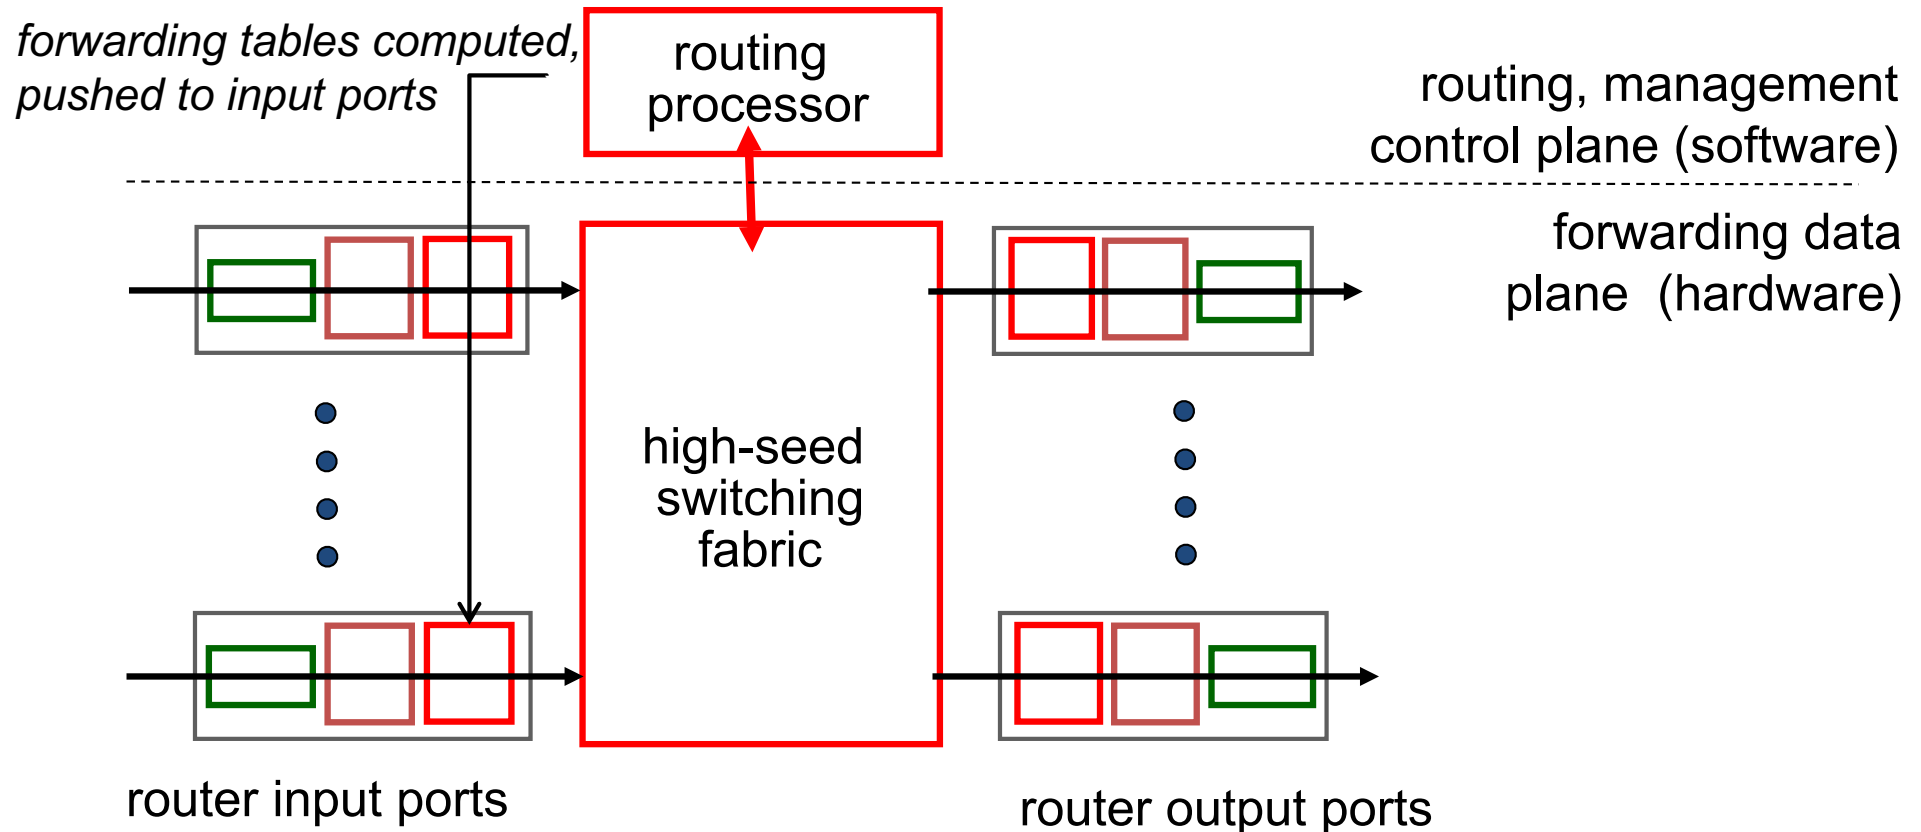 forwarding tables computed,
pushed to input ports
routing
processor
routing, management
control plane (software)
forwarding data
plane (hardware)
high-seed
switching
fabric
router input ports
router output ports